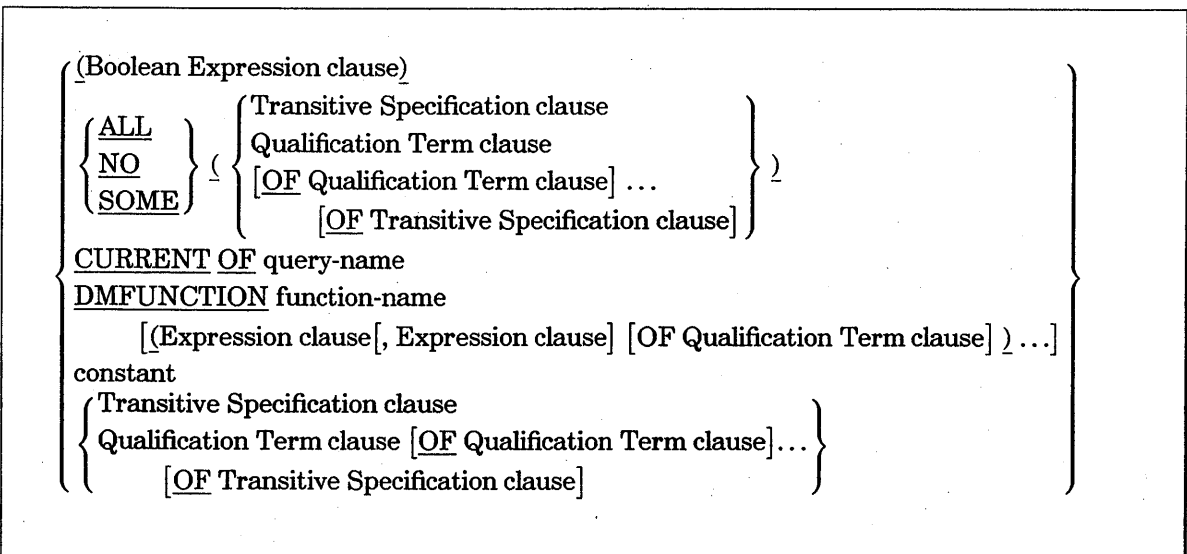 (Boolean Expression clause)
ALL
NO
SOME
(
Transitive Specification clause
Qualification Term clause
[OF Qualification Term clause] ...
[OF Transitive Specification clause]
)
CURRENT OF query-name
DMFUNCTION function-name
[(Expression clause[, Expression clause] [OF Qualification Term clause] ) ...]
constant
Transitive Specification clause
Qualification Term clause [OF Qualification Term clause]...
[OF Transitive Specification clause]